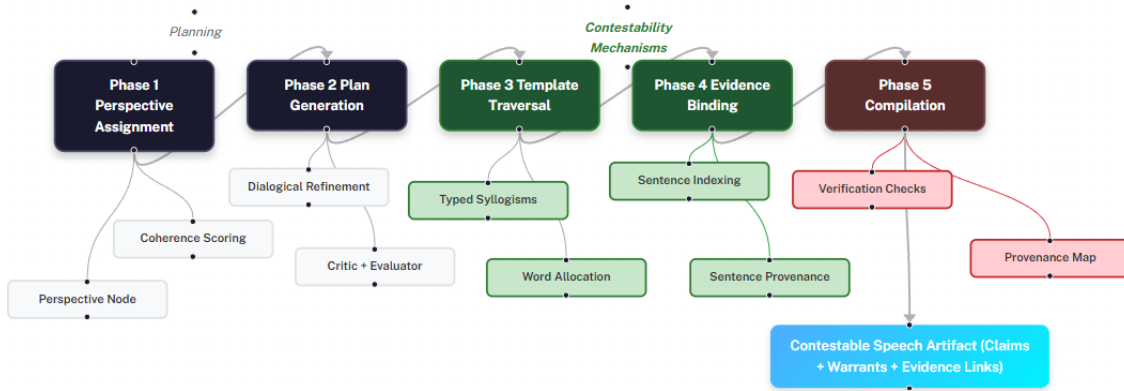 Planning
Contestability
Mechanisms
Phase 1
Perspective
Assignment
Phase 2 Plan
Generation
Phase 3 Template
Traversal
Phase 4 Evidence
Binding
Phase 5
Compilation
Dialogical Refinement
Typed Syllogisms
Sentence Indexing
Verification Checks
Coherence Scoring
Critic + Evaluator
Word Allocation
Sentence Provenance
Provenance Map
Perspective Node
Contestable Speech Artifact (Claims
+ Warrants + Evidence Links)